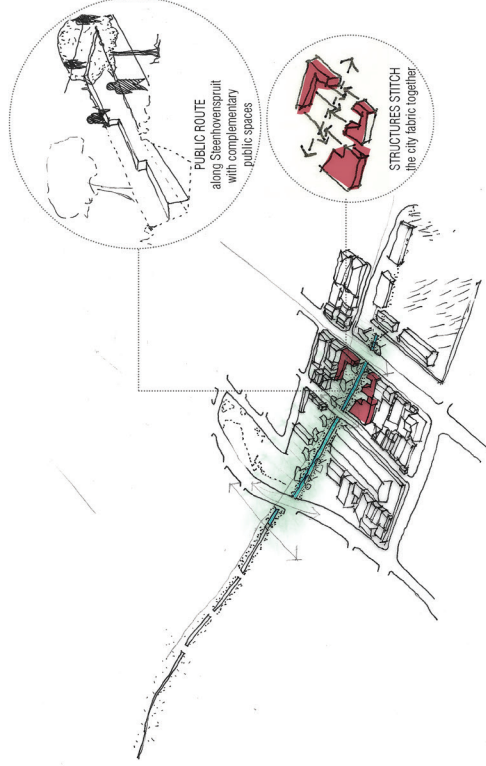 PUBLIC ROUTE
along Steenhovenspruit
with complementary
public spaces
STRUCTURES STITCH
the city fabric together